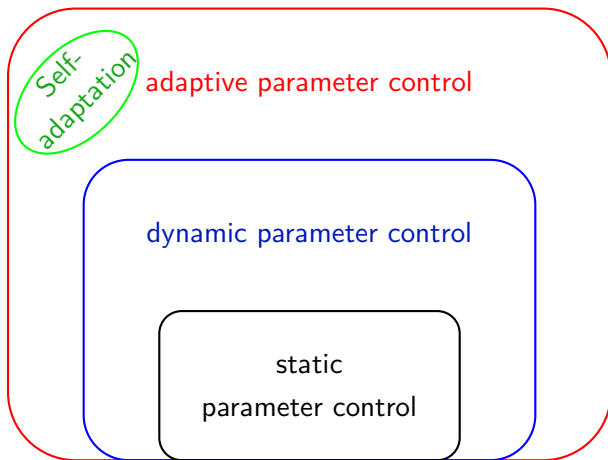 Self-
adaptation
adaptive parameter control
dynamic parameter control
static
parameter control